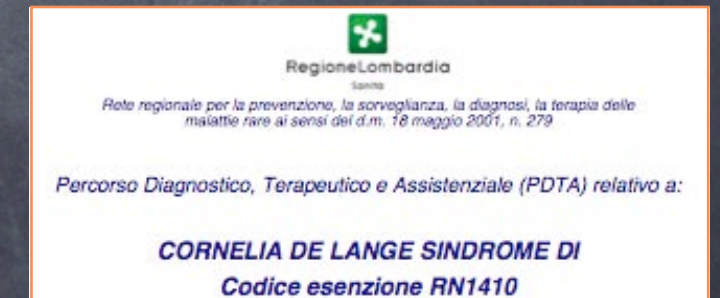 RegioneLombardia
Sanità
Rete regionale per la prevenzione, la sorveglianza, la diagnosi, la terapia delle
malattie rare ai sensi del d.m. 18 maggio 2001, n. 279
Percorso Diagnostico, Terapeutico e Assistenziale (PDTA) relativo a:
CORNELIA DE LANGE SINDROME DI
Codice esenzione RN1410